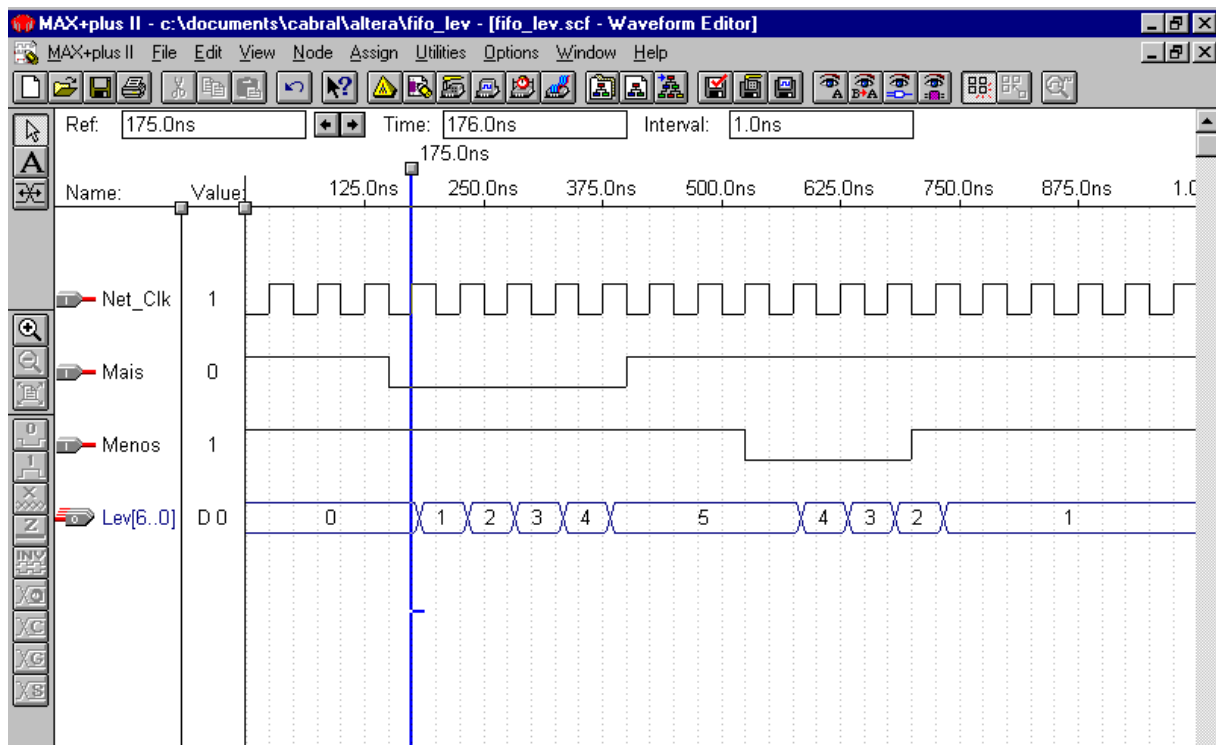 MAX+plus II - c:\documents\cabral\altera\fifo_lev - [fifo_lev.scf - Waveform Editor]
MAX+plus II File Edit View Node Assign Utilities Options Window Help
Ref: 175.0ns Time: 176.0ns Interval: 1.0ns
175.0ns
Name: Value: 125.0ns 250.0ns 375.0ns 500.0ns 625.0ns 750.0ns 875.0ns 1.0
Net_Clk 1
Mais 0
Menos 1
Lev[6..0] D 0 0 1 2 3 4 5 4 3 2 1